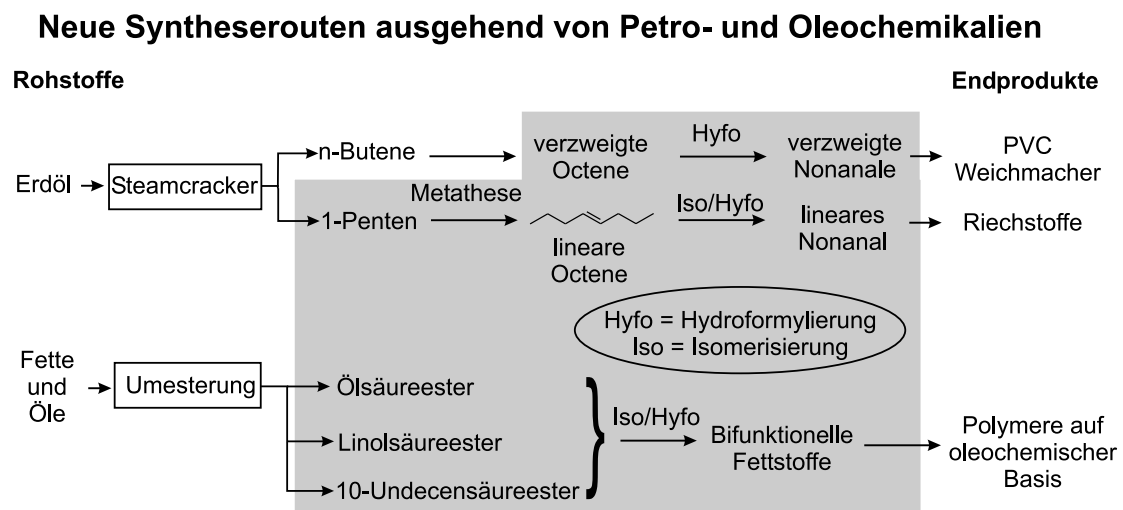 Neue Syntheserouten ausgehend von Petro- und Oleochemikalien
Rohstoffe
Endprodukte
Erdöl
Steamcracker
n-Butene
verzweigte
Octene
Hyfo
verzweigte
Nonanale
PVC
Weichmacher
1-Penten
Metathese
lineare
Octene
Iso/Hyfo
lineares
Nonanal
Riechstoffe
Hyfo = Hydroformylierung
Iso = Isomerisierung
Fette
und
Öle
Umesterung
Ölsäureester
Linolsäureester
10-Undecensäureester
Iso/Hyfo
Bifunktionelle
Fettstoffe
Polymere auf
oleochemischer
Basis